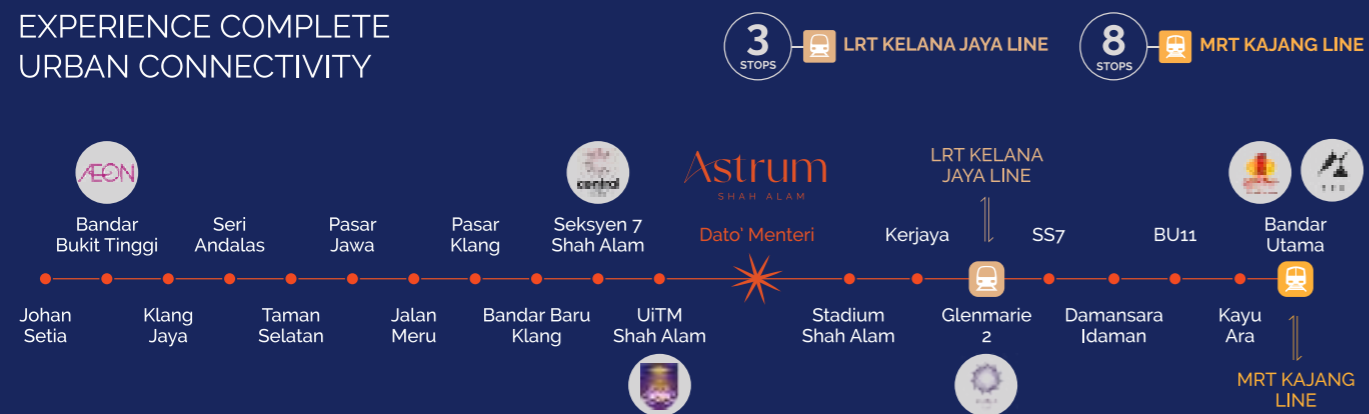 EXPERIENCE COMPLETE
URBAN CONNECTIVITY
3
STOPS
LRT KELANA JAYA LINE
8
STOPS
MRT KAJANG LINE
ÆON
central
Astrum
SHAH ALAM
LRT KELANA
JAYA LINE
Bandar
Bukit Tinggi
Seri
Andalas
Pasar
Jawa
Pasar
Klang
Seksyen 7
Shah Alam
Dato' Menteri
Kerjaya
SS7
BU11
Bandar
Utama
Johan
Setia
Klang
Jaya
Taman
Selatan
Jalan
Meru
Bandar Baru
Klang
UiTM
Shah Alam
Stadium
Shah Alam
Glenmarie
2
Damansara
Idaman
Kayu
Ara
MRT KAJANG
LINE